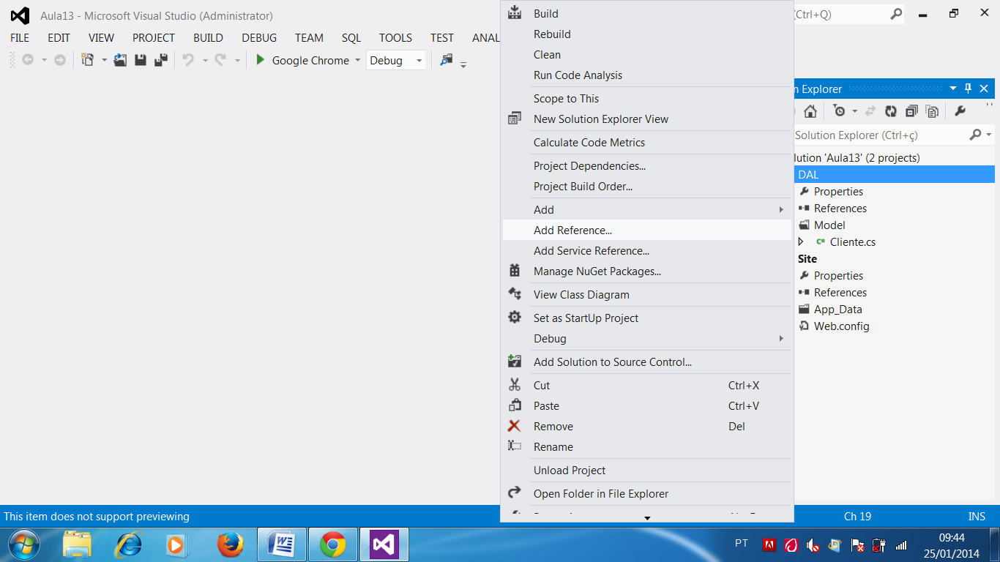 Aula13 - Microsoft Visual Studio (Administrator)
(Ctrl+Q)
FILE EDIT VIEW PROJECT BUILD DEBUG TEAM SQL TOOLS TEST ANAL
Google Chrome Debug
Build
Rebuild
Clean
Run Code Analysis
Scope to This
New Solution Explorer View
Calculate Code Metrics
Project Dependencies...
Project Build Order...
Add
Add Reference...
Add Service Reference...
Manage NuGet Packages...
View Class Diagram
Set as StartUp Project
Debug
Add Solution to Source Control...
Cut Ctrl+X
Paste Ctrl+V
Remove Del
Rename
Unload Project
Open Folder in File Explorer
n Explorer
Solution Explorer (Ctrl+ç)
lution 'Aula13' (2 projects)
DAL
Properties
References
Model
C# Cliente.cs
Site
Properties
References
App_Data
Web.config
This item does not support previewing
Ch 19 INS
PT
09:44
25/01/2014